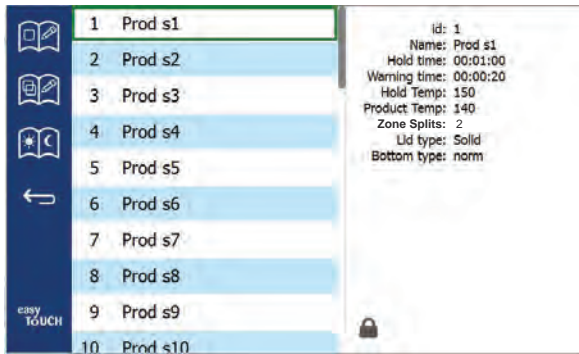 1 Prod s1
2 Prod s2
3 Prod s3
4 Prod s4
5 Prod s5
6 Prod s6
7 Prod s7
8 Prod s8
9 Prod s9
10 Prod s10
easy
TOUCH
Id: 1
Name: Prod s1
Hold time: 00:01:00
Warning time: 00:00:20
Hold Temp: 150
Product Temp: 140
Zone Splits: 2
Lid type: Solid
Bottom type: norm